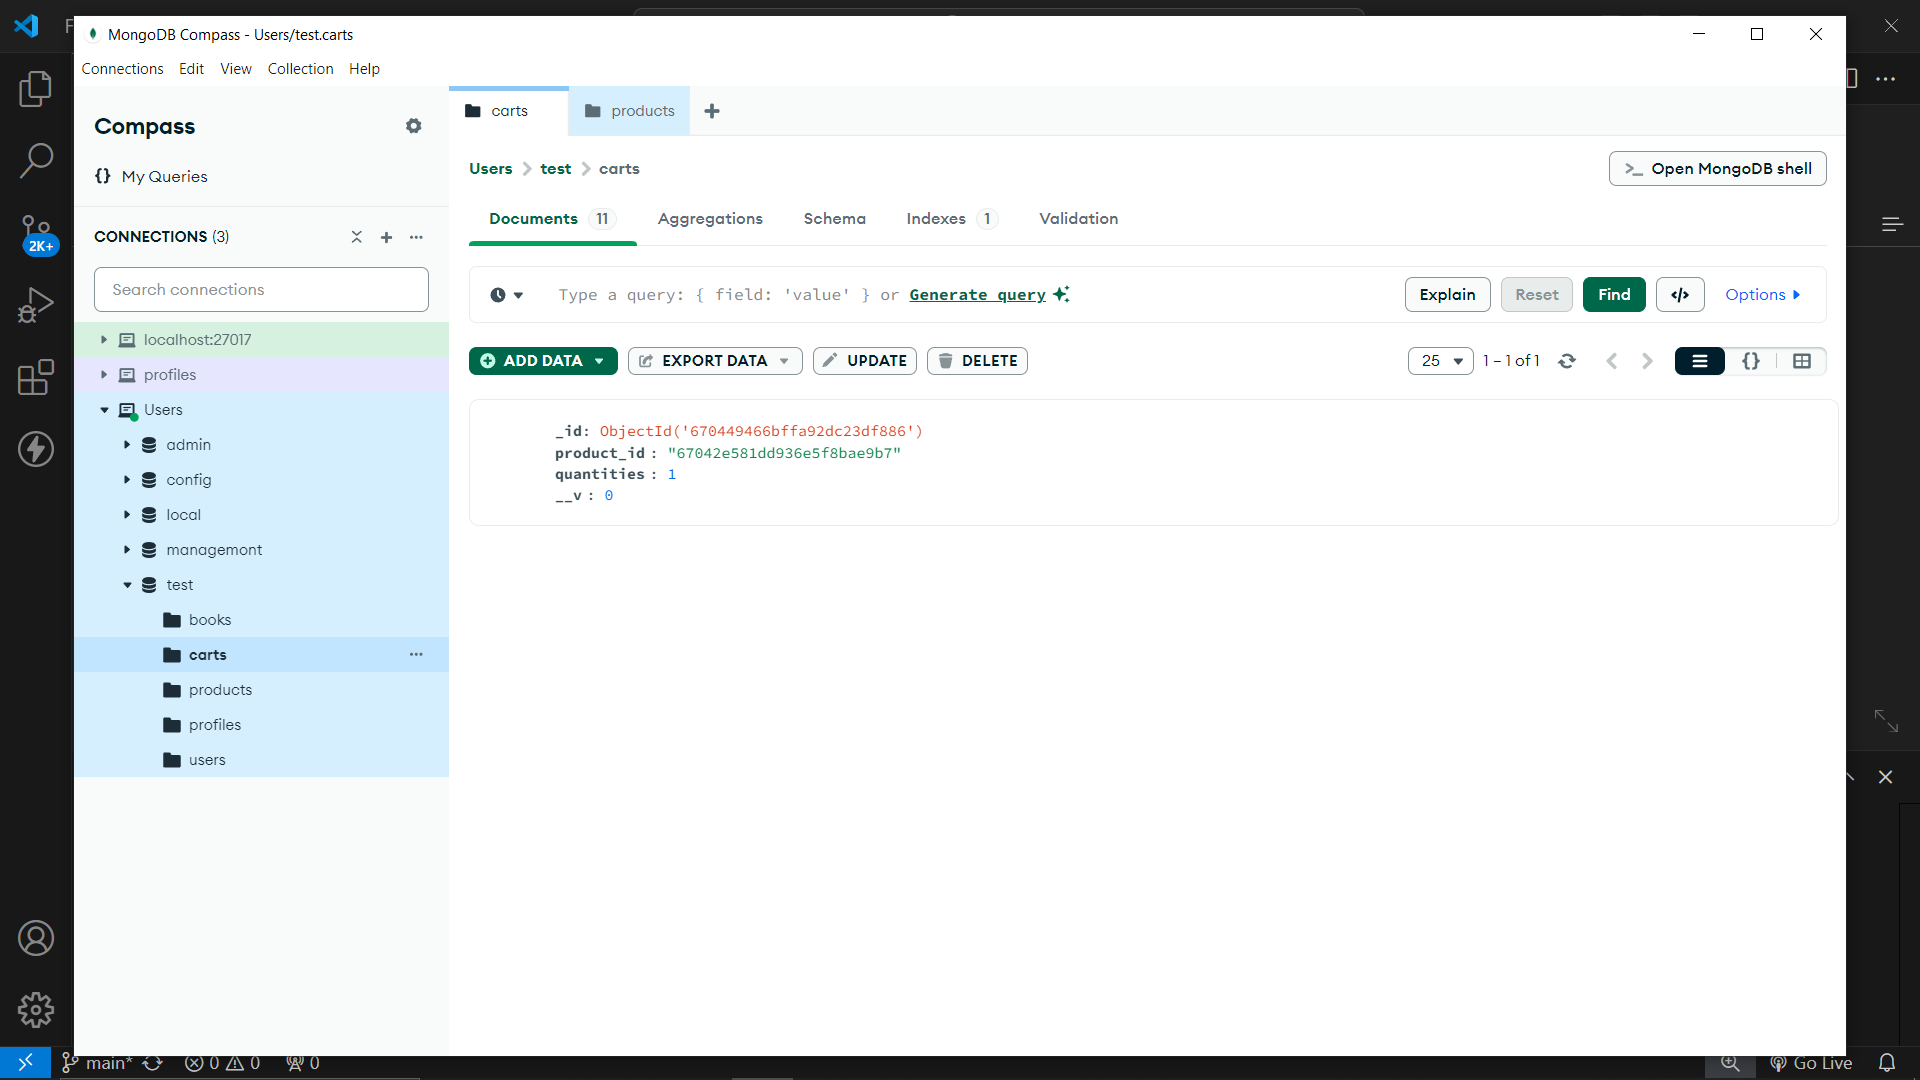 F
MongoDB Compass - Users/test.carts
Connections Edit View Collection Help
Compass
{} My Queries
CONNECTIONS (3)
Search connections
localhost:27017
profiles
Users
admin
config
local
managemont
test
books
carts
products
profiles
users
carts products
Users > test > carts
>_ Open MongoDB shell
Documents 11 Aggregations Schema Indexes 1 Validation
Type a query: { field: 'value' } or Generate query
Explain Reset Find </> Options
ADD DATA EXPORT DATA UPDATE DELETE
25 1 – 1 of 1 {}
_id: ObjectId('670449466bffa92dc23df886')
product_id : "67042e581dd936e5f8bae9b7"
quantities : 1
__v : 0
2K+
main* 0 0 0
Go Live